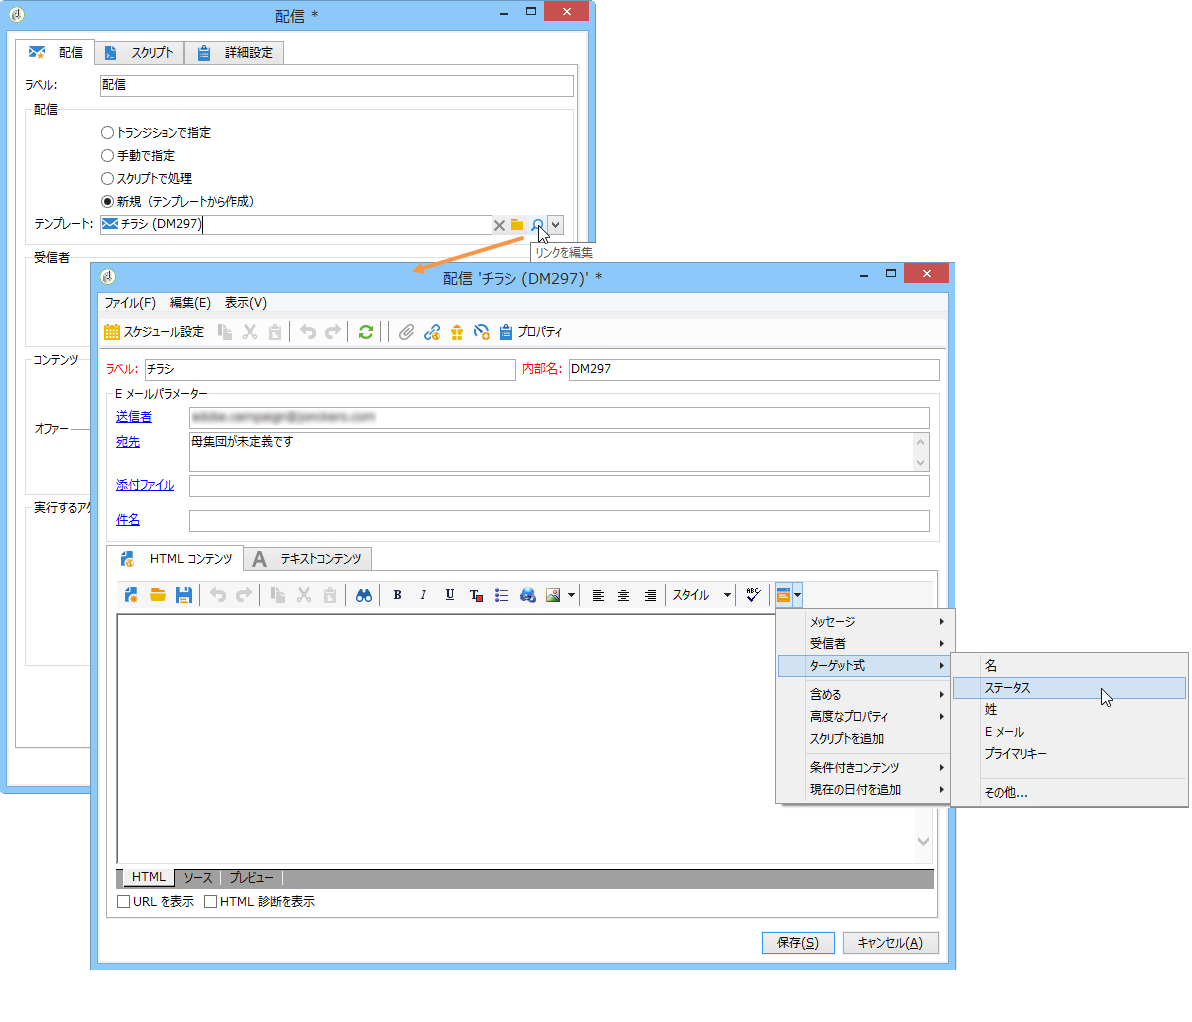 配信 *
配信
スクリプト
詳細設定
ラベル:
配信
配信
トランジションで指定
手動で指定
スクリプトで処理
新規（テンプレートから作成）
テンプレート:
チラシ (DM297)
リンクを編集
受信者
コンテンツ
オファー
実行するアク
配信 'チラシ (DM297)' *
ファイル(F) 編集(E) 表示(V)
スケジュール設定
プロパティ
ラベル:
チラシ
内部名:
DM297
E メールパラメーター
送信者
宛先
母集団が未定義です
添付ファイル
件名
HTML コンテンツ
A テキストコンテンツ
B I U T
スタイル
ABC
メッセージ
受信者
ターゲット式
含める
高度なプロパティ
スクリプトを追加
条件付きコンテンツ
現在の日付を追加
名
ステータス
姓
E メール
プライマリキー
その他...
HTML ソース プレビュー
URL を表示 HTML 診断を表示
保存(S) キャンセル(A)